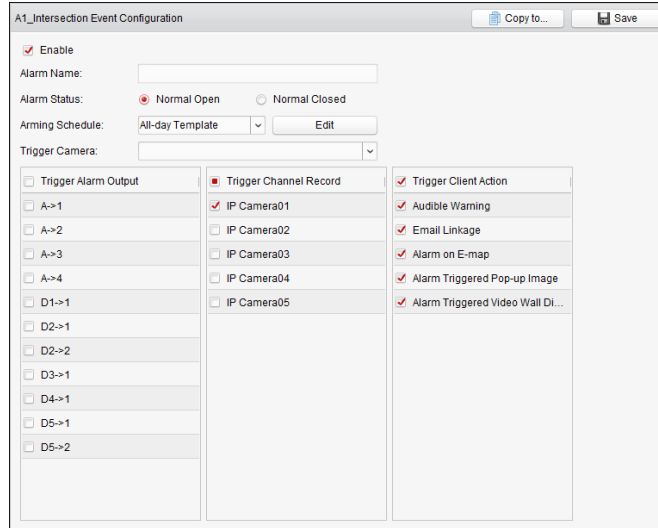 A1_Intersection Event Configuration
Copy to...
Save
Enable
Alarm Name:
Alarm Status:
Normal Open
Normal Closed
Arming Schedule:
All-day Template
Edit
Trigger Camera:
Trigger Alarm Output
A->1
A->2
A->3
A->4
D1->1
D2->1
D2->2
D3->1
D4->1
D5->1
D5->2
Trigger Channel Record
IP Camera01
IP Camera02
IP Camera03
IP Camera04
IP Camera05
Trigger Client Action
Audible Warning
Email Linkage
Alarm on E-map
Alarm Triggered Pop-up Image
Alarm Triggered Video Wall Di...